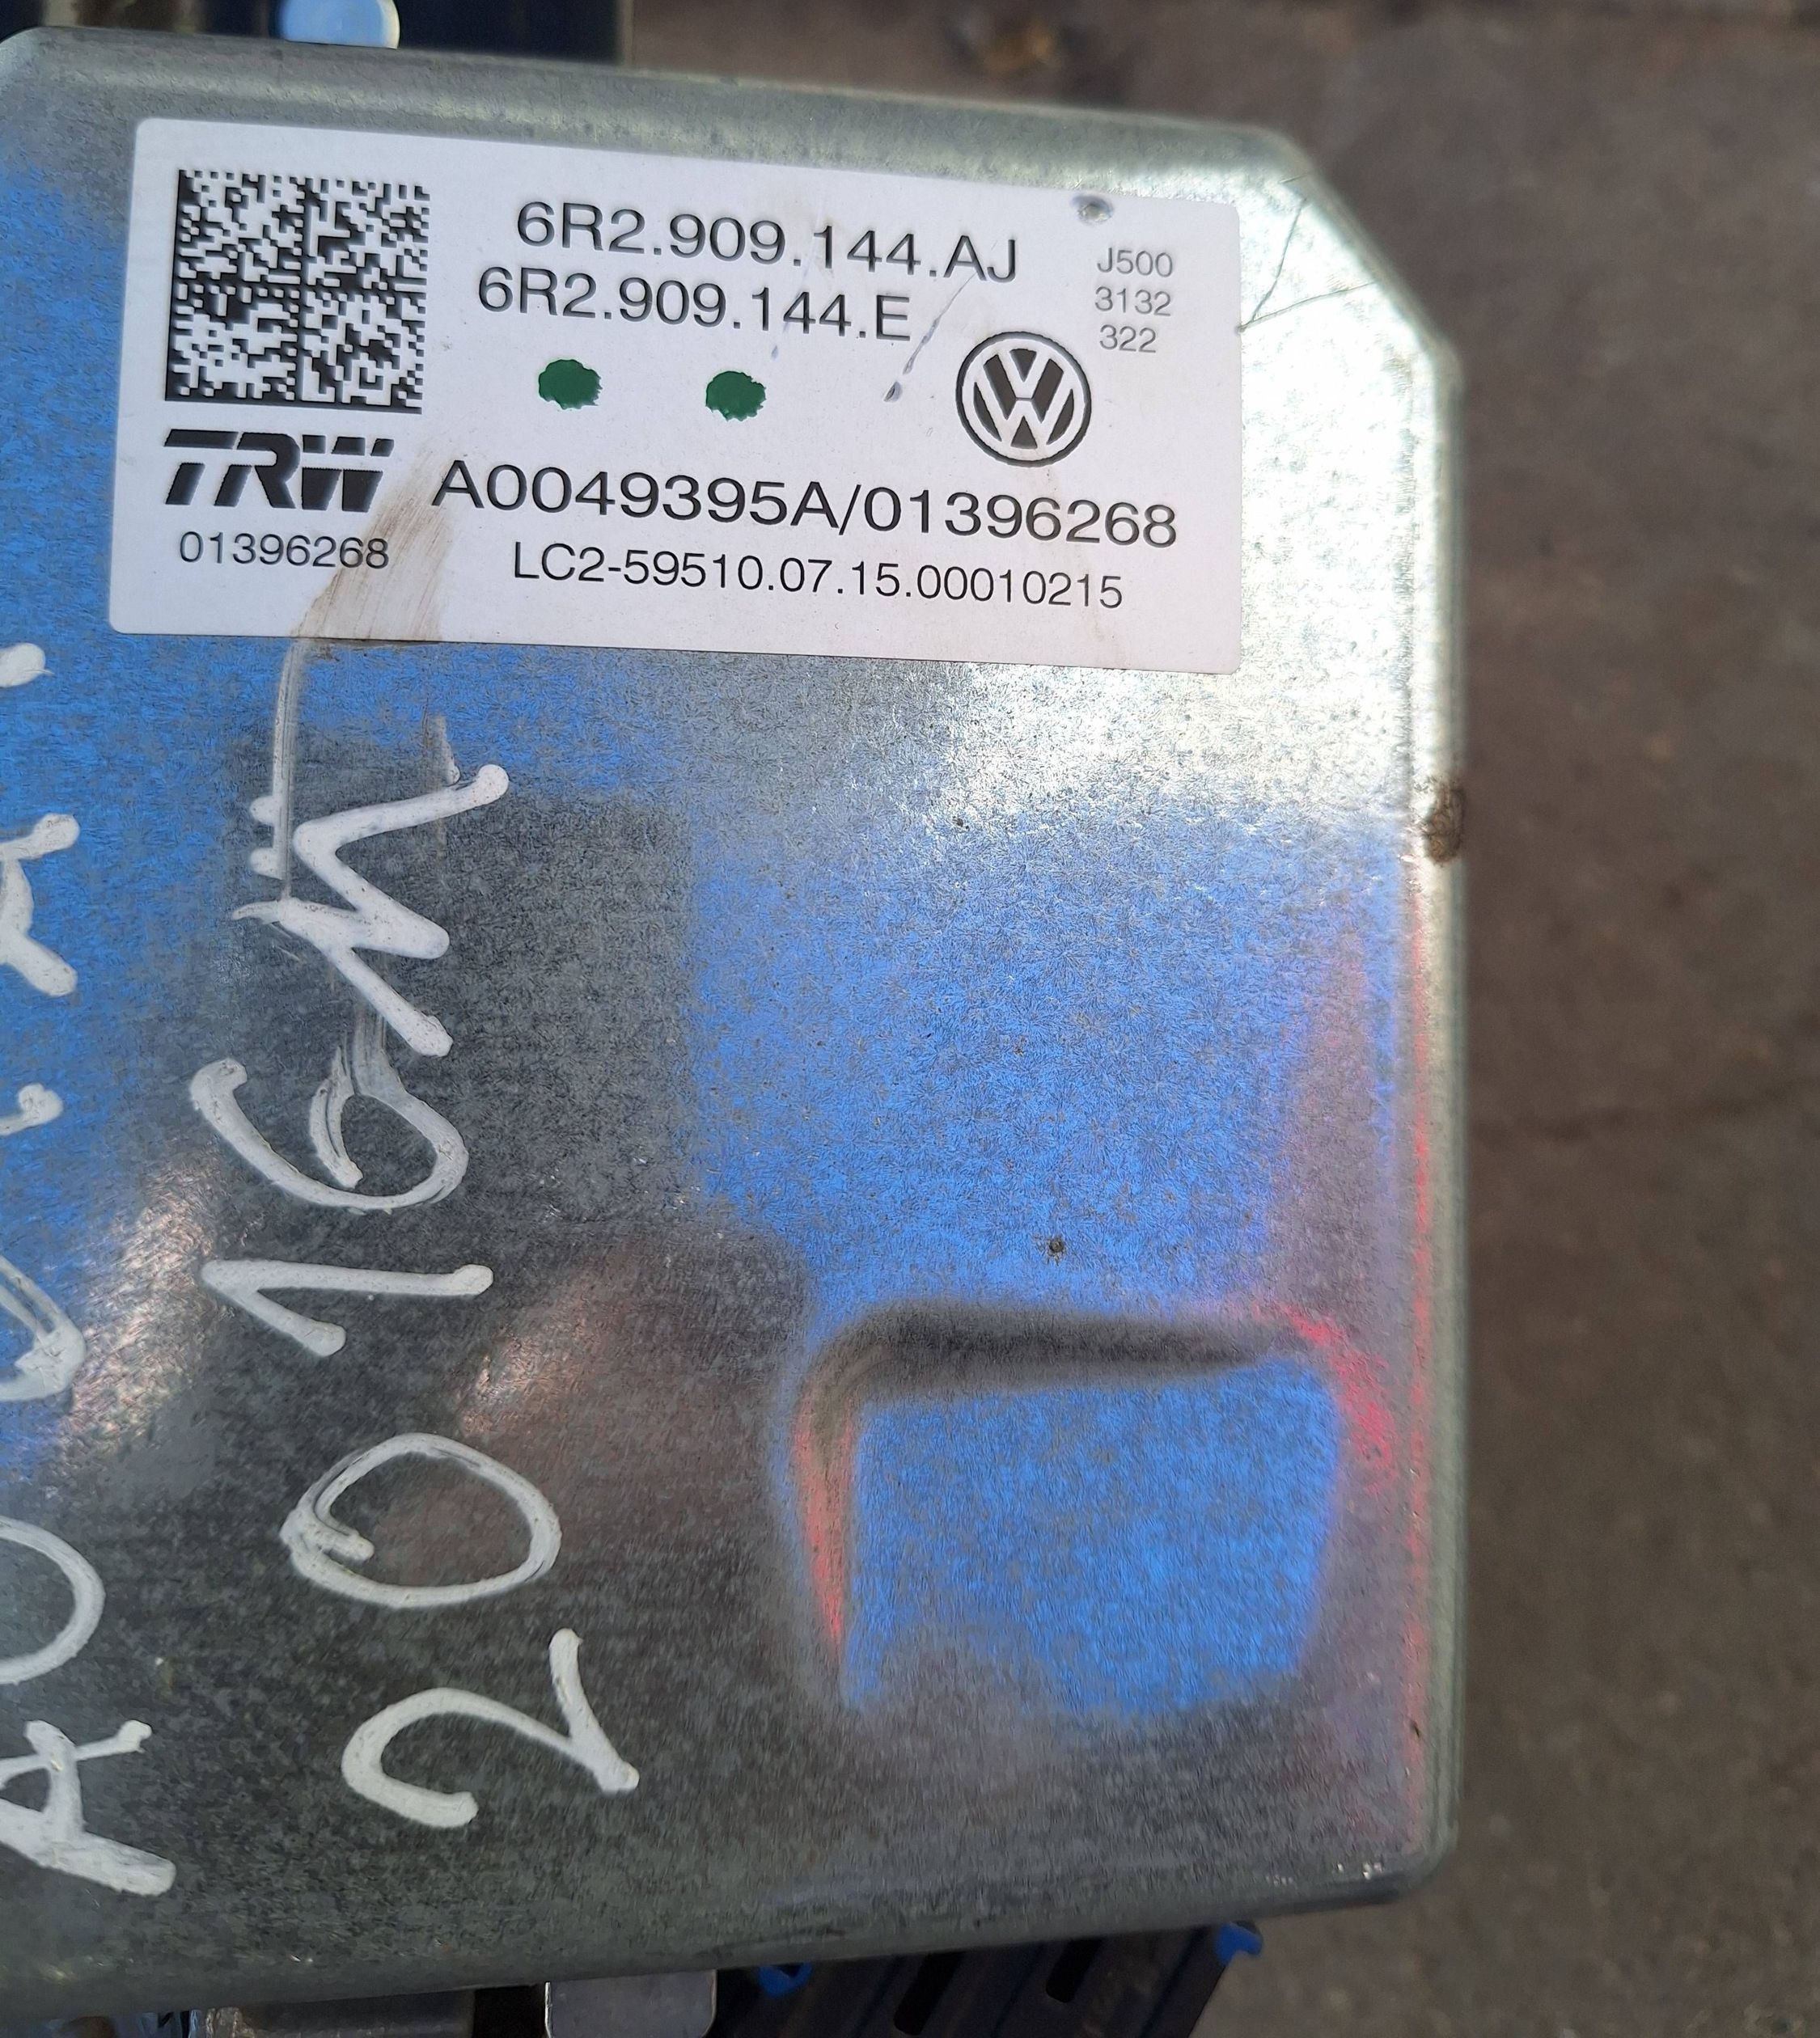 6R2.909.144.AJ
6R2.909.144.E
J500
3132
322
TRW
01396268
A0049395A/01396268
LC2-59510.07.15.00010215
2016